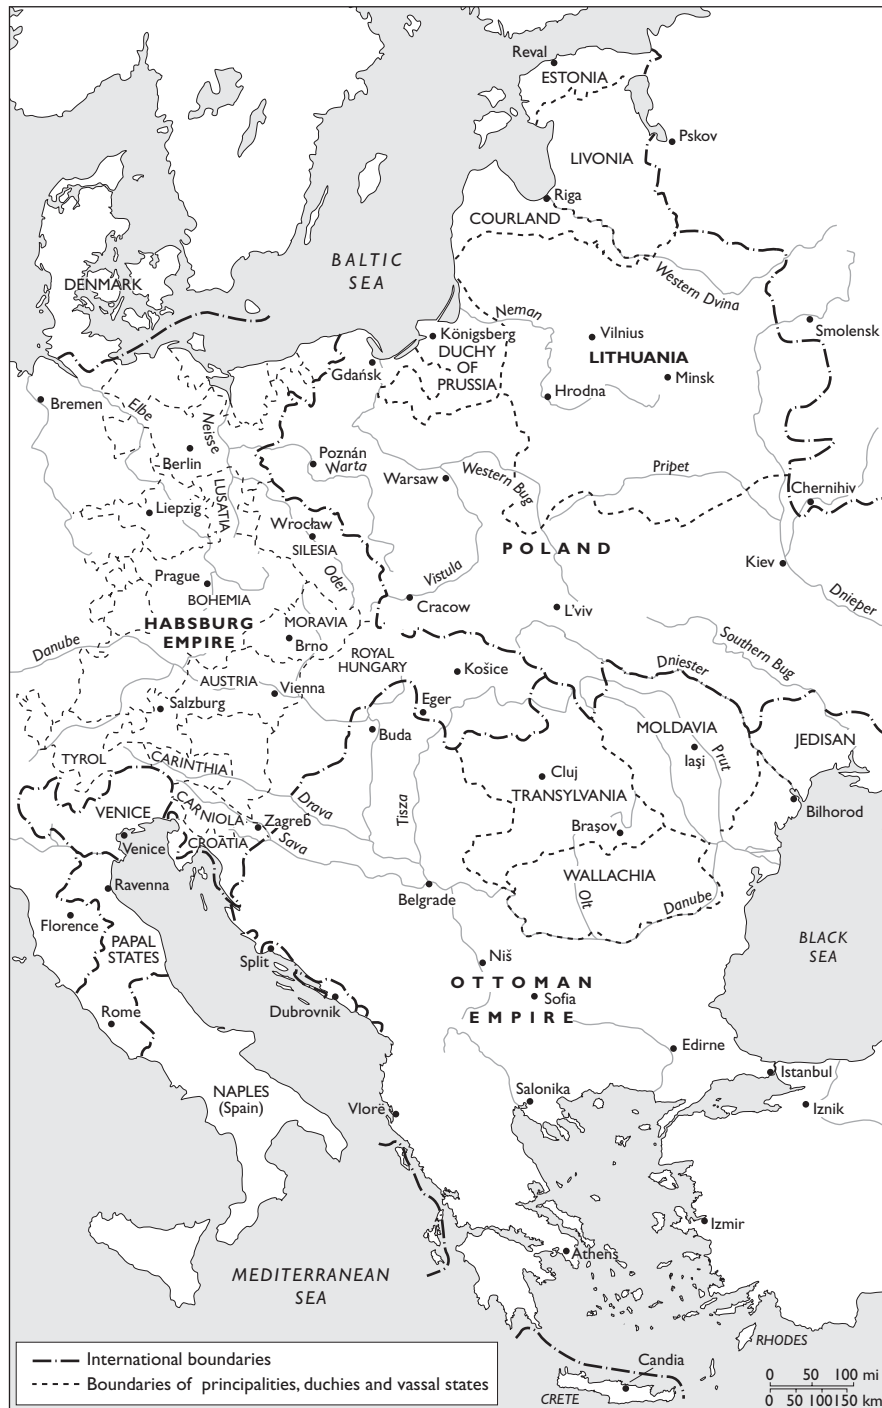 Reval
ESTONIA
Pskov
LIVONIA
Riga
COURLAND
BALTIC
SEA
DENMARK
Western Dvina
Neman
Königsberg
DUCHY
OF
PRUSSIA
Vilnius
LITHUANIA
Smolensk
Minsk
Gdańsk
Hrodna
Bremen
Elbe
Neisse
Berlin
Poznán
Warta
Warsaw
Western Bug
Pripet
Chernihiv
LUSATIA
Liepzig
Wrocław
SILESIA
POLAND
Kiev
Prague
BOHEMIA
Oder
Vistula
Cracow
L'viv
Dnieper
HABSBURG
EMPIRE
MORAVIA
Brno
Danube
ROYAL
HUNGARY
Košice
Dniester
Southern Bug
AUSTRIA
Vienna
Salzburg
Eger
Buda
MOLDAVIA
Iaşi
Prut
JEDISAN
TYROL
CARINTHIA
Cluj
TRANSYLVANIA
Drava
Tisza
Bilhorod
VENICE
CARNIOLA
Zagreb
Braşov
Venice
CROATIA
Sava
WALLACHIA
Ravenna
Belgrade
Olt
Danube
Florence
PAPAL
STATES
BLACK
SEA
Split
Niš
OTTOMAN
EMPIRE
Sofia
Rome
Dubrovnik
Edirne
Istanbul
NAPLES
(Spain)
Vlorë
Salonika
Iznik
Izmir
Athens
MEDITERRANEAN
SEA
RHODES
International boundaries
Boundaries of principalities, duchies and vassal states
Candia
CRETE
0 50 100 mi
0 50 100 150 km